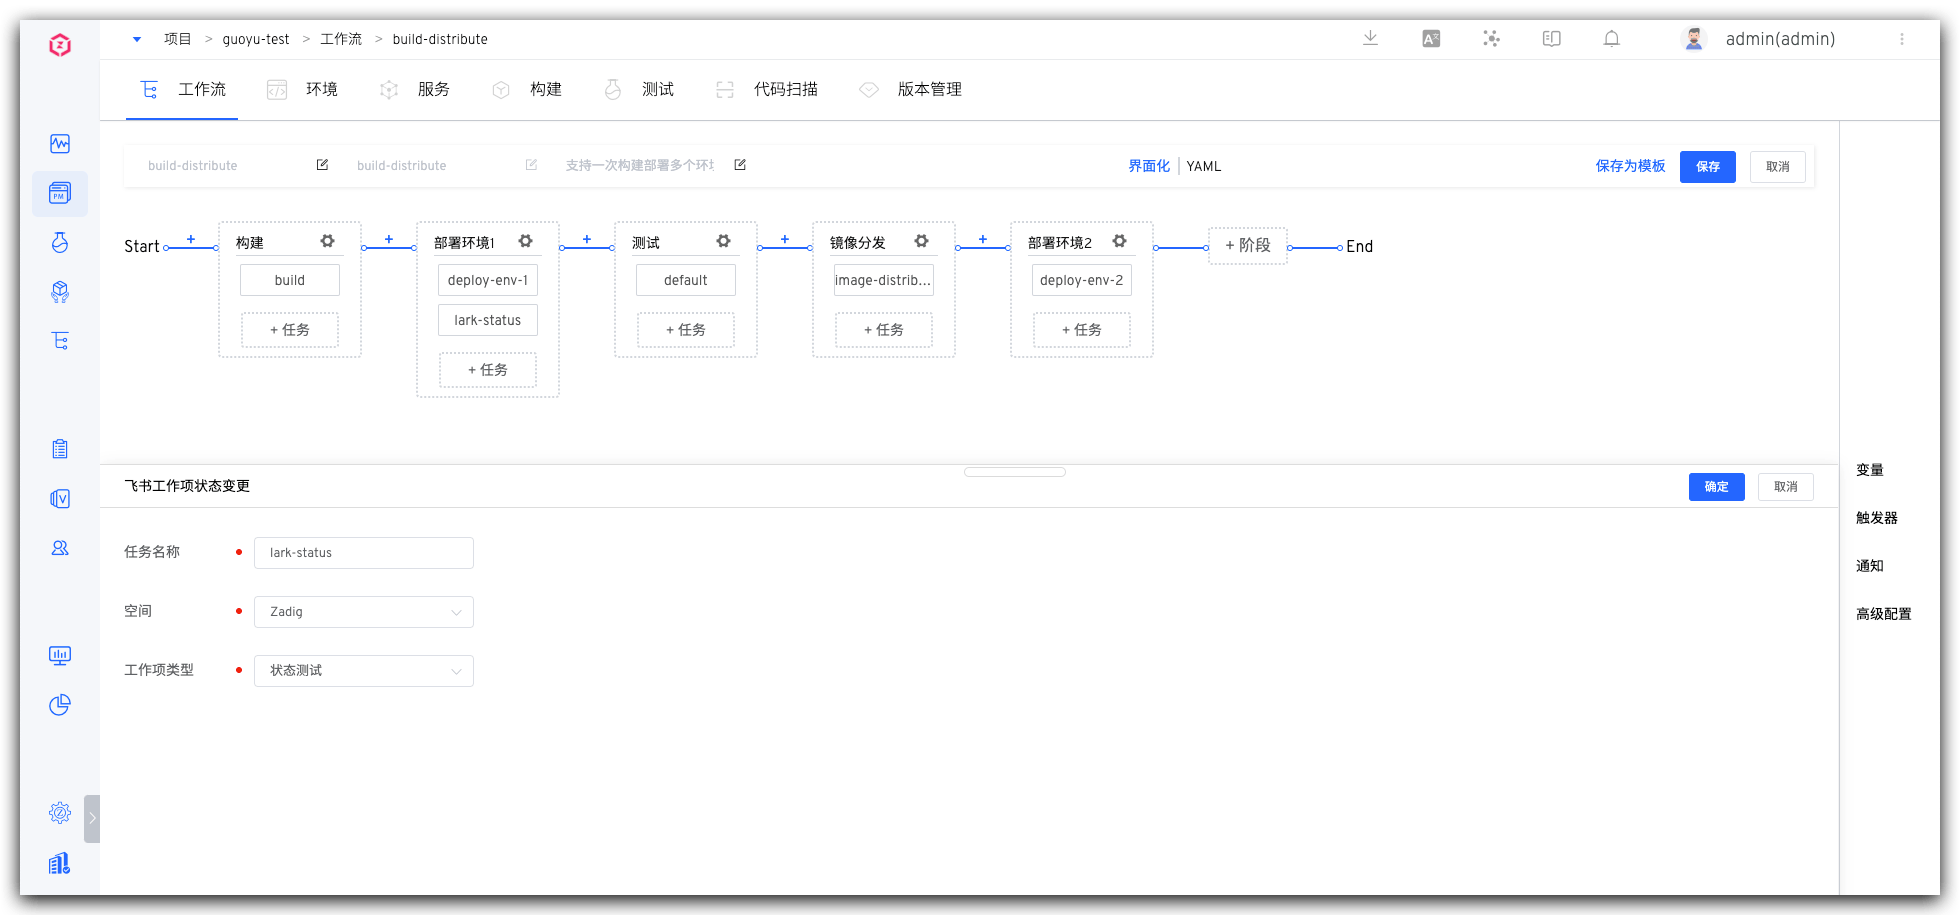 项目 > guoyu-test > 工作流 > build-distribute
admin(admin)
工作流 环境 服务 构建 测试 代码扫描 版本管理
build-distribute build-distribute 支持一次构建部署多个环 界面化 | YAML 保存为模板 保存 取消
Start + 构建 + 部署环境1 + 测试 + 镜像分发 + 部署环境2 + 阶段 End
build deploy-env-1 default image-distrib... deploy-env-2
lark-status
+ 任务 + 任务 + 任务 + 任务
+ 任务
飞书工作项状态变更 确定 取消
任务名称 lark-status
空间 Zadig
工作项类型 状态测试
变量
触发器
通知
高级配置
PM
V